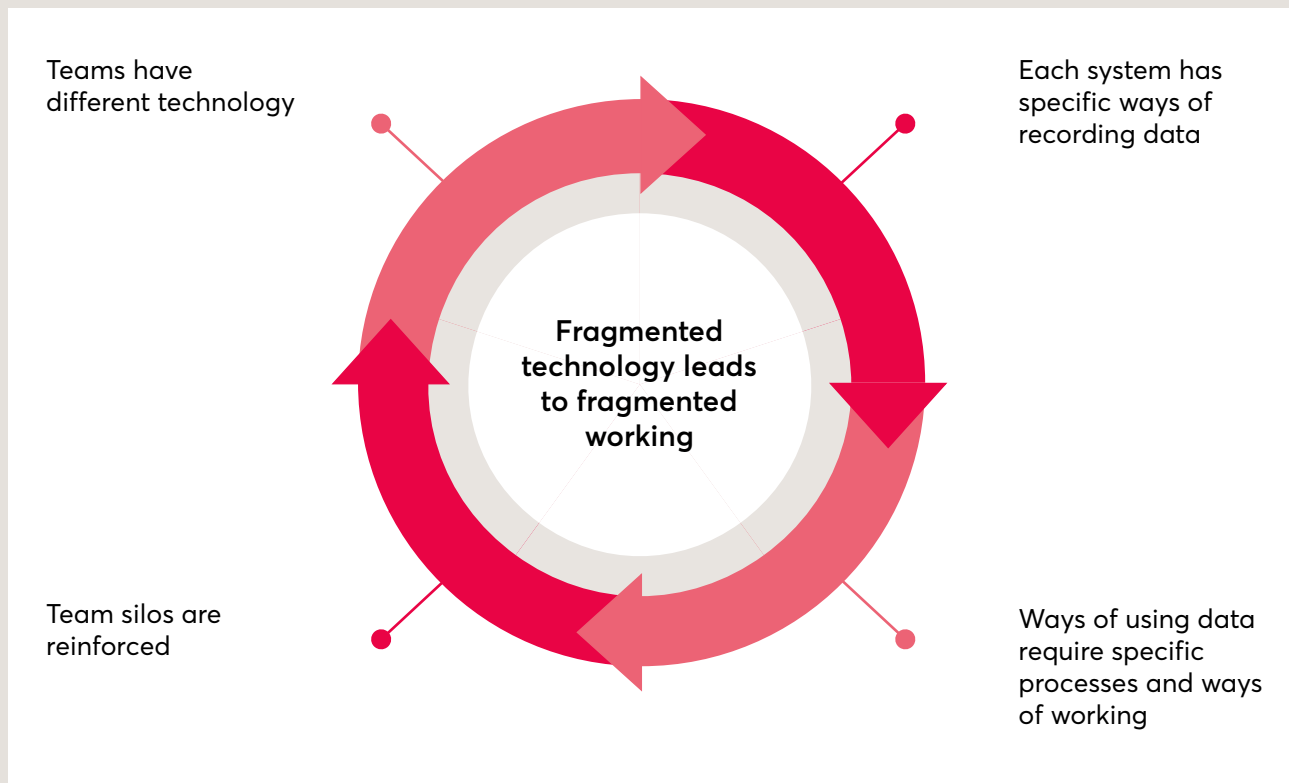 Teams have
different technology
Each system has
specific ways of
recording data
Fragmented
technology leads
to fragmented
working
Team silos are
reinforced
Ways of using data
require specific
processes and ways
of working